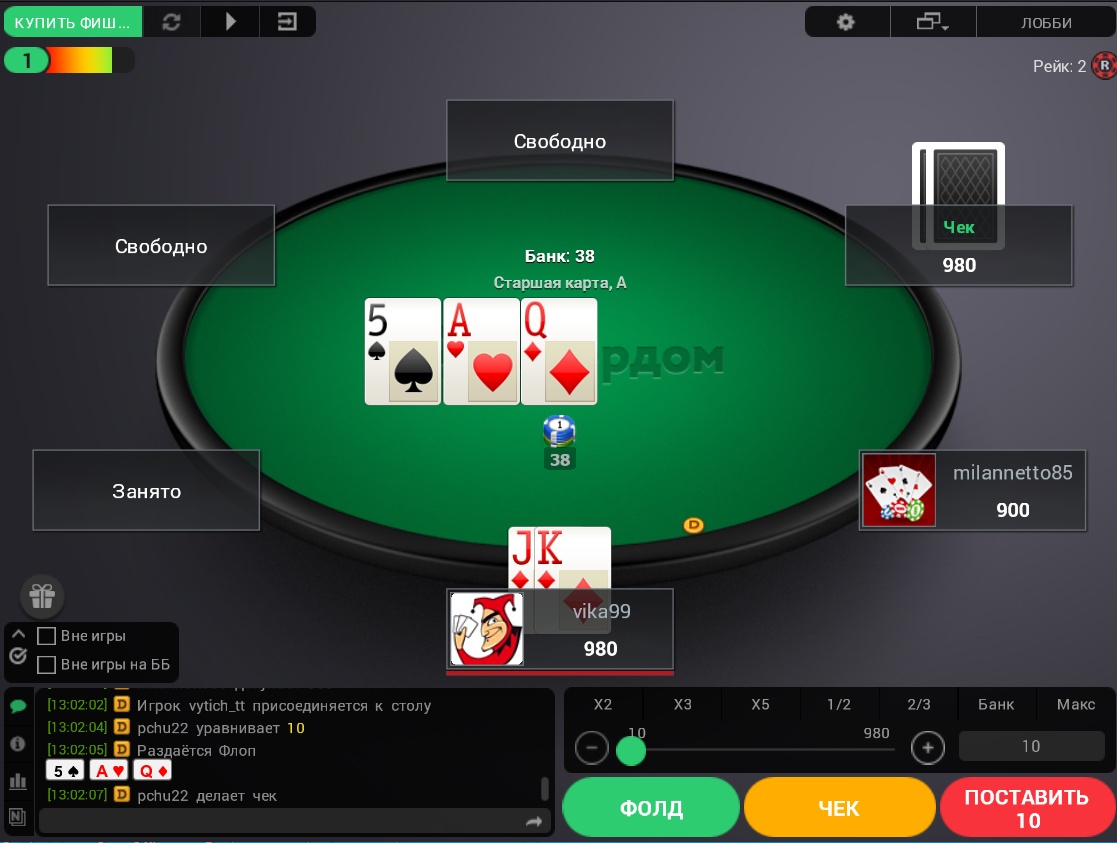 КУПИТЬ ФИШ...
ЛОББИ
1
Рейк: 2
R
Свободно
Свободно
Чек
980
Банк: 38
Старшая карта, А
5
A
Q
рдом
1
38
Занято
milannetto85
900
D
J
K
vika99
980
Вне игры
Вне игры на ББ
[13:02:02] D Игрок vytich_tt присоединяется к столу
[13:02:04] D pchu22 уравнивает 10
[13:02:05] D Раздаётся Флоп
5♠ A♥ Q♦
[13:02:07] D pchu22 делает чек
X2 X3 X5 1/2 2/3 Банк Макс
10
980
10
ФОЛД
ЧЕК
ПОСТАВИТЬ
10